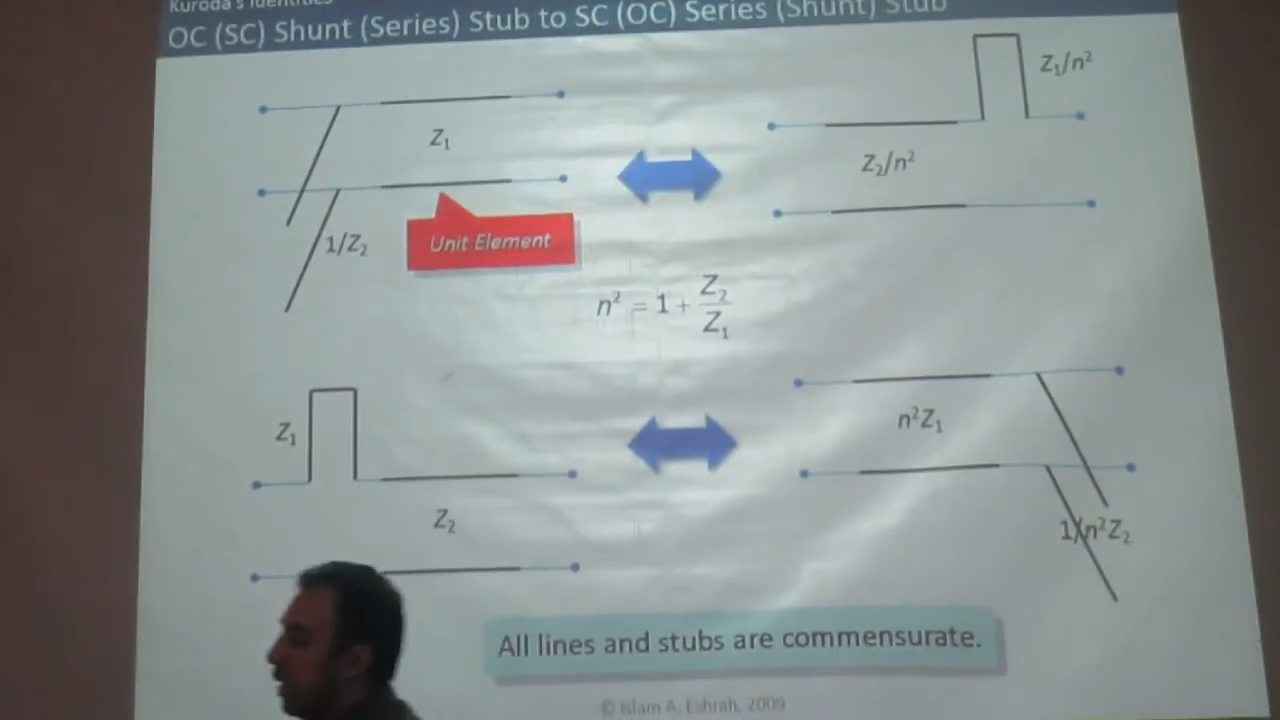 Kuroda's Identities
OC (SC) Shunt (Series) Stub to SC (OC) Series (Shunt) Stub
Z₁
1/Z₂
Unit Element
Z₁/n²
Z₂/n²
n² = 1 + Z₂/Z₁
Z₁
Z₂
n²Z₁
1/n²Z₂
All lines and stubs are commensurate.
© Islam A. Eshrah, 2009